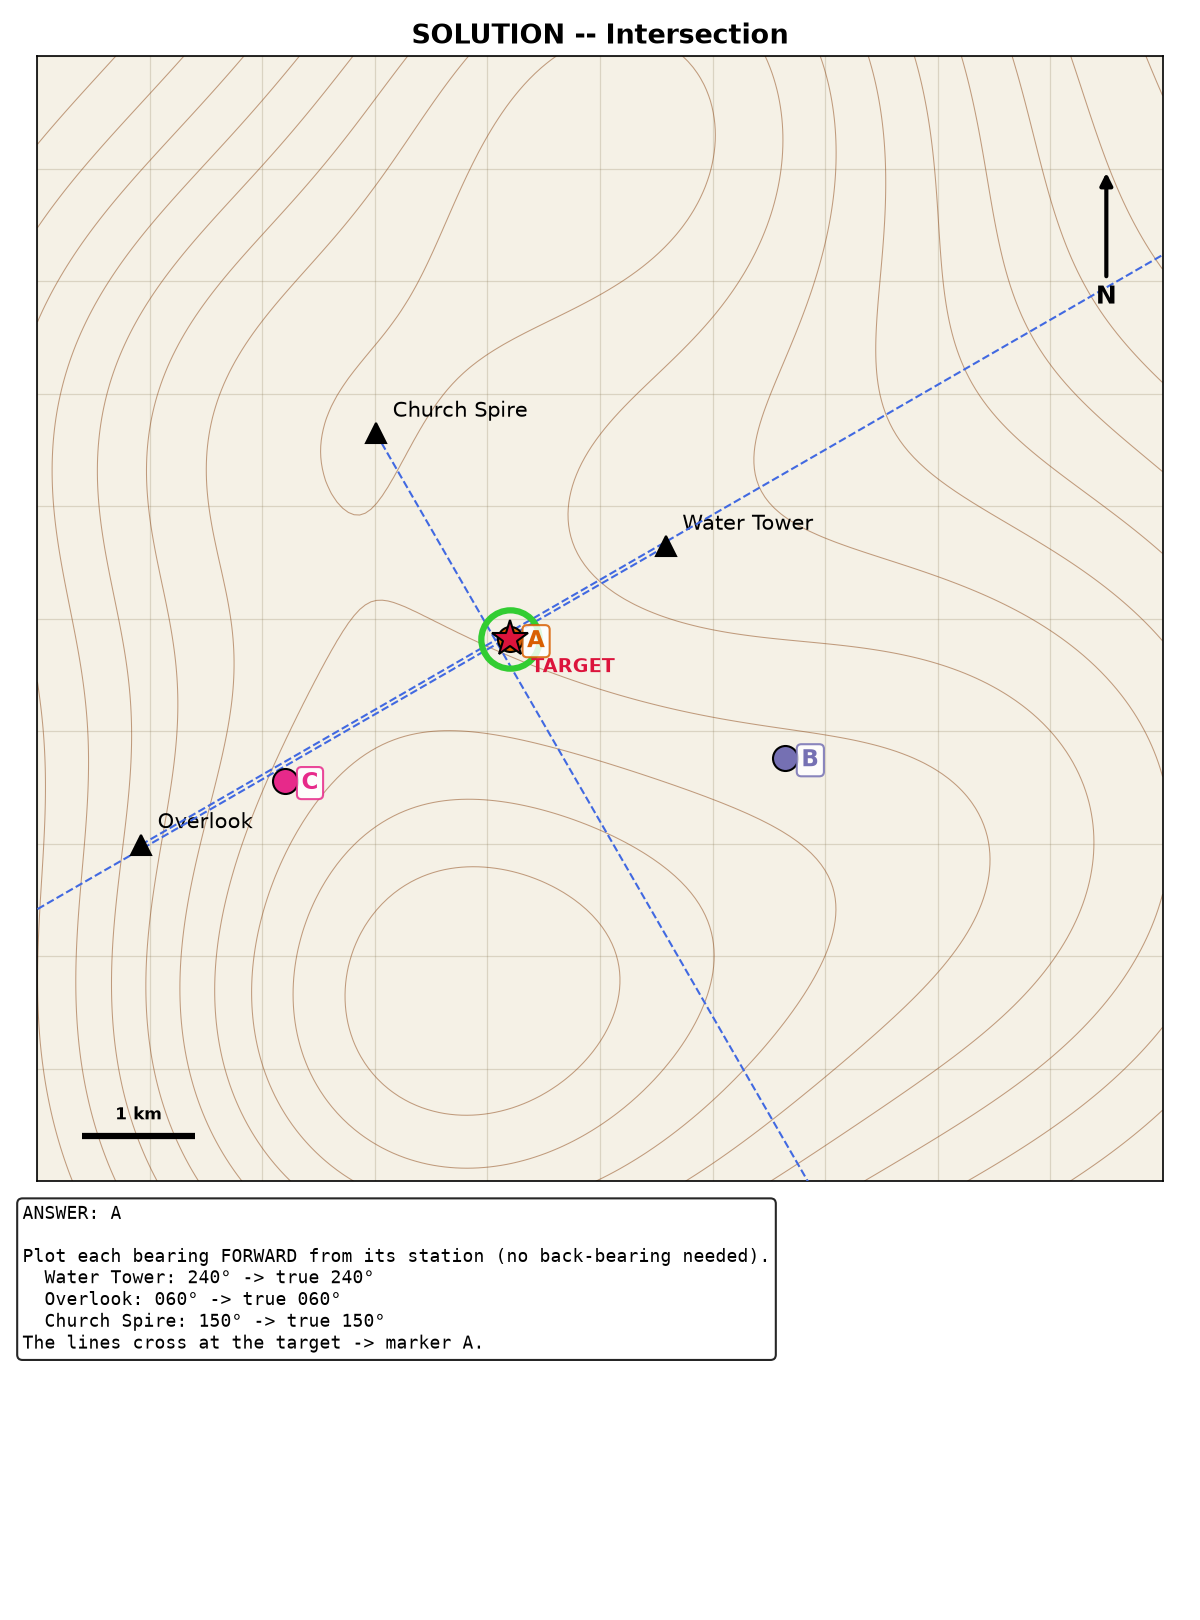 SOLUTION -- Intersection
N
Church Spire
Water Tower
A
TARGET
B
C
Overlook
1 km
ANSWER: A
Plot each bearing FORWARD from its station (no back-bearing needed).
Water Tower: 240° -> true 240°
Overlook: 060° -> true 060°
Church Spire: 150° -> true 150°
The lines cross at the target -> marker A.